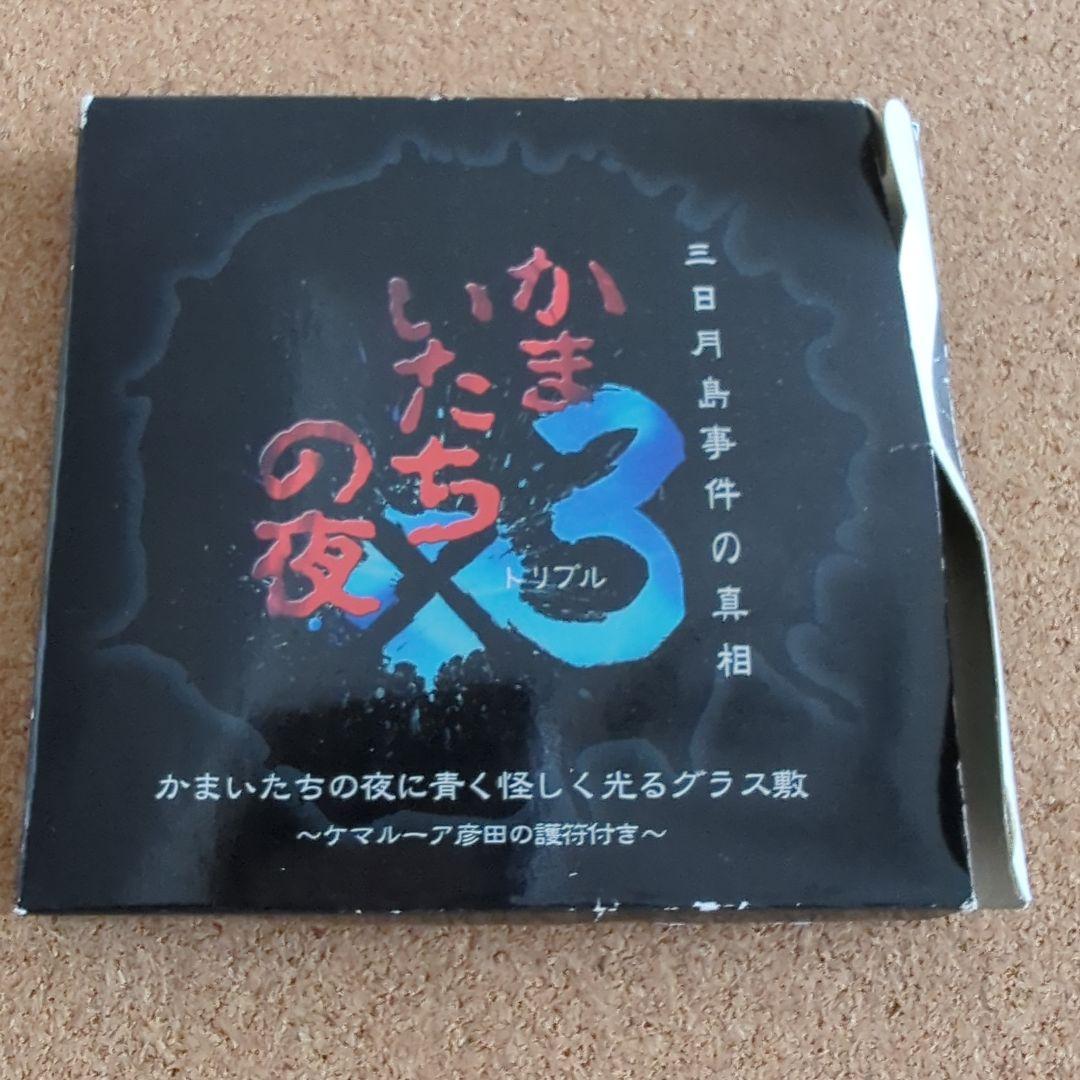 かま
いたち
の夜
×3
トリプル
三日月島事件の真相
かまいたちの夜に青く怪しく光るグラス敷
～ケマルーア彦田の護符付き～